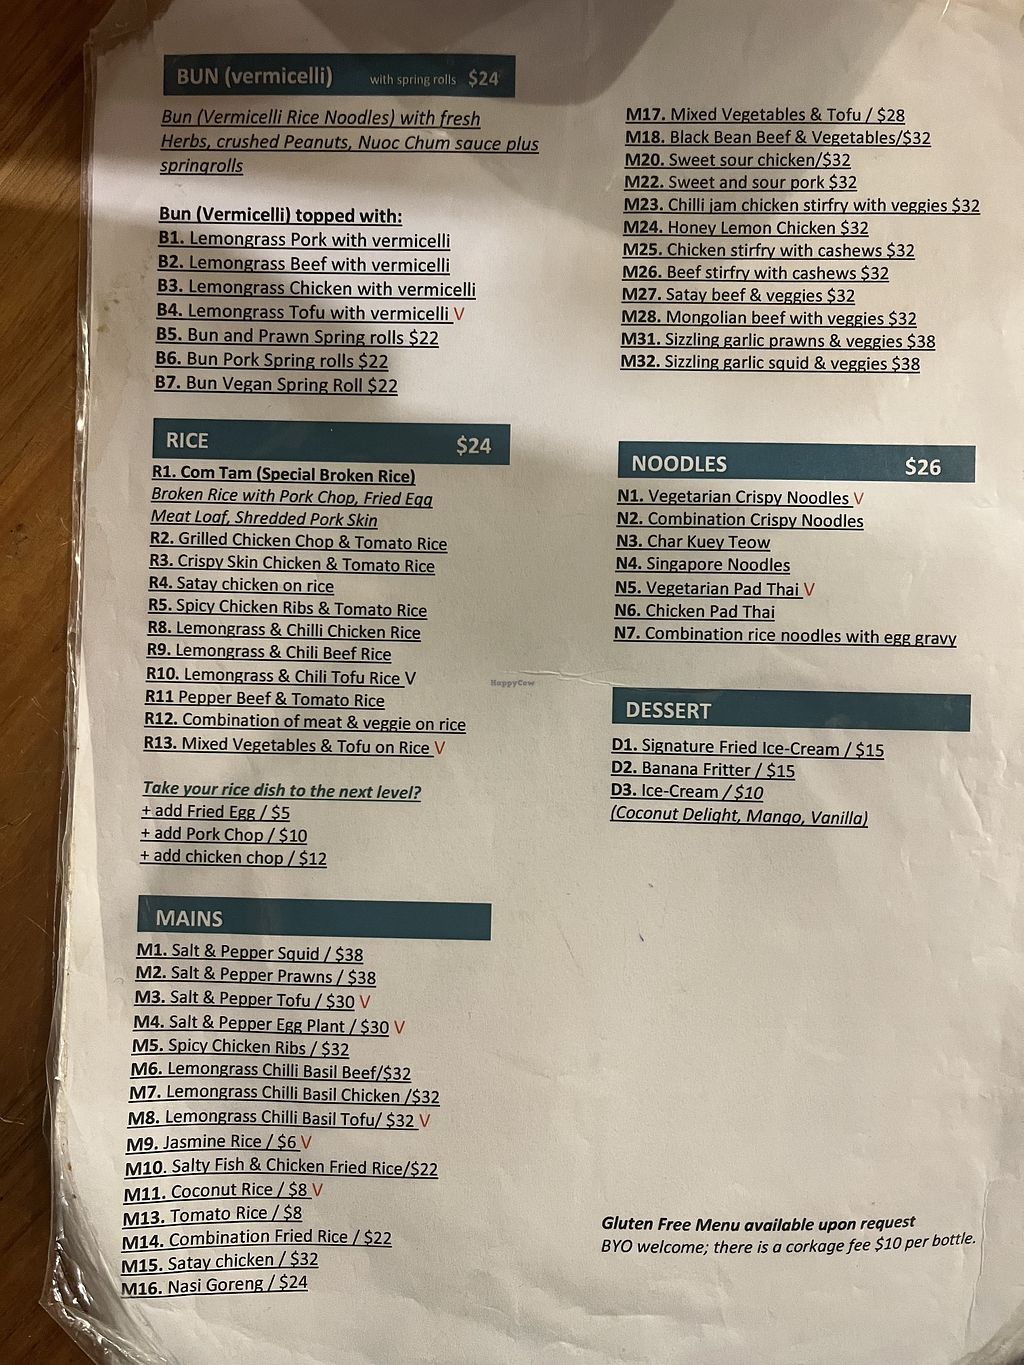 BUN (vermicelli) with spring rolls $24
Bun (Vermicelli Rice Noodles) with fresh
Herbs, crushed Peanuts, Nuoc Chum sauce plus
springrolls
Bun (Vermicelli) topped with:
B1. Lemongrass Pork with vermicelli
B2. Lemongrass Beef with vermicelli
B3. Lemongrass Chicken with vermicelli
B4. Lemongrass Tofu with vermicelli V
B5. Bun and Prawn Spring rolls $22
B6. Bun Pork Spring rolls $22
B7. Bun Vegan Spring Roll $22
RICE $24
R1. Com Tam (Special Broken Rice)
Broken Rice with Pork Chop, Fried Egg
Meat Loaf, Shredded Pork Skin
R2. Grilled Chicken Chop & Tomato Rice
R3. Crispy Skin Chicken & Tomato Rice
R4. Satay chicken on rice
R5. Spicy Chicken Ribs & Tomato Rice
R8. Lemongrass & Chilli Chicken Rice
R9. Lemongrass & Chili Beef Rice
R10. Lemongrass & Chili Tofu Rice V
R11 Pepper Beef & Tomato Rice
R12. Combination of meat & veggie on rice
R13. Mixed Vegetables & Tofu on Rice V
Take your rice dish to the next level?
+ add Fried Egg / $5
+ add Pork Chop / $10
+ add chicken chop / $12
MAINS
M1. Salt & Pepper Squid / $38
M2. Salt & Pepper Prawns / $38
M3. Salt & Pepper Tofu / $30 V
M4. Salt & Pepper Egg Plant / $30 V
M5. Spicy Chicken Ribs / $32
M6. Lemongrass Chilli Basil Beef/$32
M7. Lemongrass Chilli Basil Chicken /$32
M8. Lemongrass Chilli Basil Tofu/ $32 V
M9. Jasmine Rice / $6 V
M10. Salty Fish & Chicken Fried Rice/$22
M11. Coconut Rice / $8 V
M13. Tomato Rice / $8
M14. Combination Fried Rice / $22
M15. Satay chicken / $32
M16. Nasi Goreng / $24
M17. Mixed Vegetables & Tofu / $28
M18. Black Bean Beef & Vegetables/$32
M20. Sweet sour chicken/$32
M22. Sweet and sour pork $32
M23. Chilli jam chicken stirfry with veggies $32
M24. Honey Lemon Chicken $32
M25. Chicken stirfry with cashews $32
M26. Beef stirfry with cashews $32
M27. Satay beef & veggies $32
M28. Mongolian beef with veggies $32
M31. Sizzling garlic prawns & veggies $38
M32. Sizzling garlic squid & veggies $38
NOODLES $26
N1. Vegetarian Crispy Noodles V
N2. Combination Crispy Noodles
N3. Char Kuey Teow
N4. Singapore Noodles
N5. Vegetarian Pad Thai V
N6. Chicken Pad Thai
N7. Combination rice noodles with egg gravy
HappyCow
DESSERT
D1. Signature Fried Ice-Cream / $15
D2. Banana Fritter / $15
D3. Ice-Cream / $10
(Coconut Delight, Mango, Vanilla)
Gluten Free Menu available upon request
BYO welcome; there is a corkage fee $10 per bottle.